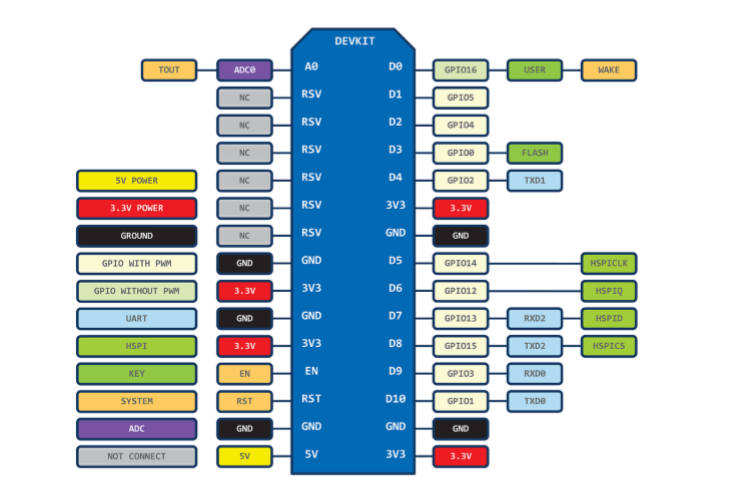 DEVKIT
TOUT ADC0 A0 D0 GPIO16 USER WAKE
NC RSV D1 GPIO5
NC RSV D2 GPIO4
NC RSV D3 GPIO0 FLASH
5V POWER NC RSV D4 GPIO2 TXD1
3.3V POWER NC RSV 3V3 3.3V
GROUND NC RSV GND GND
GPIO WITH PWM GND GND D5 GPIO14 HSPICLK
GPIO WITHOUT PWM 3.3V 3V3 D6 GPIO12 HSPIQ
UART GND GND D7 GPIO13 RXD2 HSPID
HSPI 3.3V 3V3 D8 GPIO15 TXD2 HSPICS
KEY EN EN D9 GPIO3 RXD0
SYSTEM RST RST D10 GPIO1 TXD0
ADC GND GND GND GND
NOT CONNECT 5V 5V 3V3 3.3V